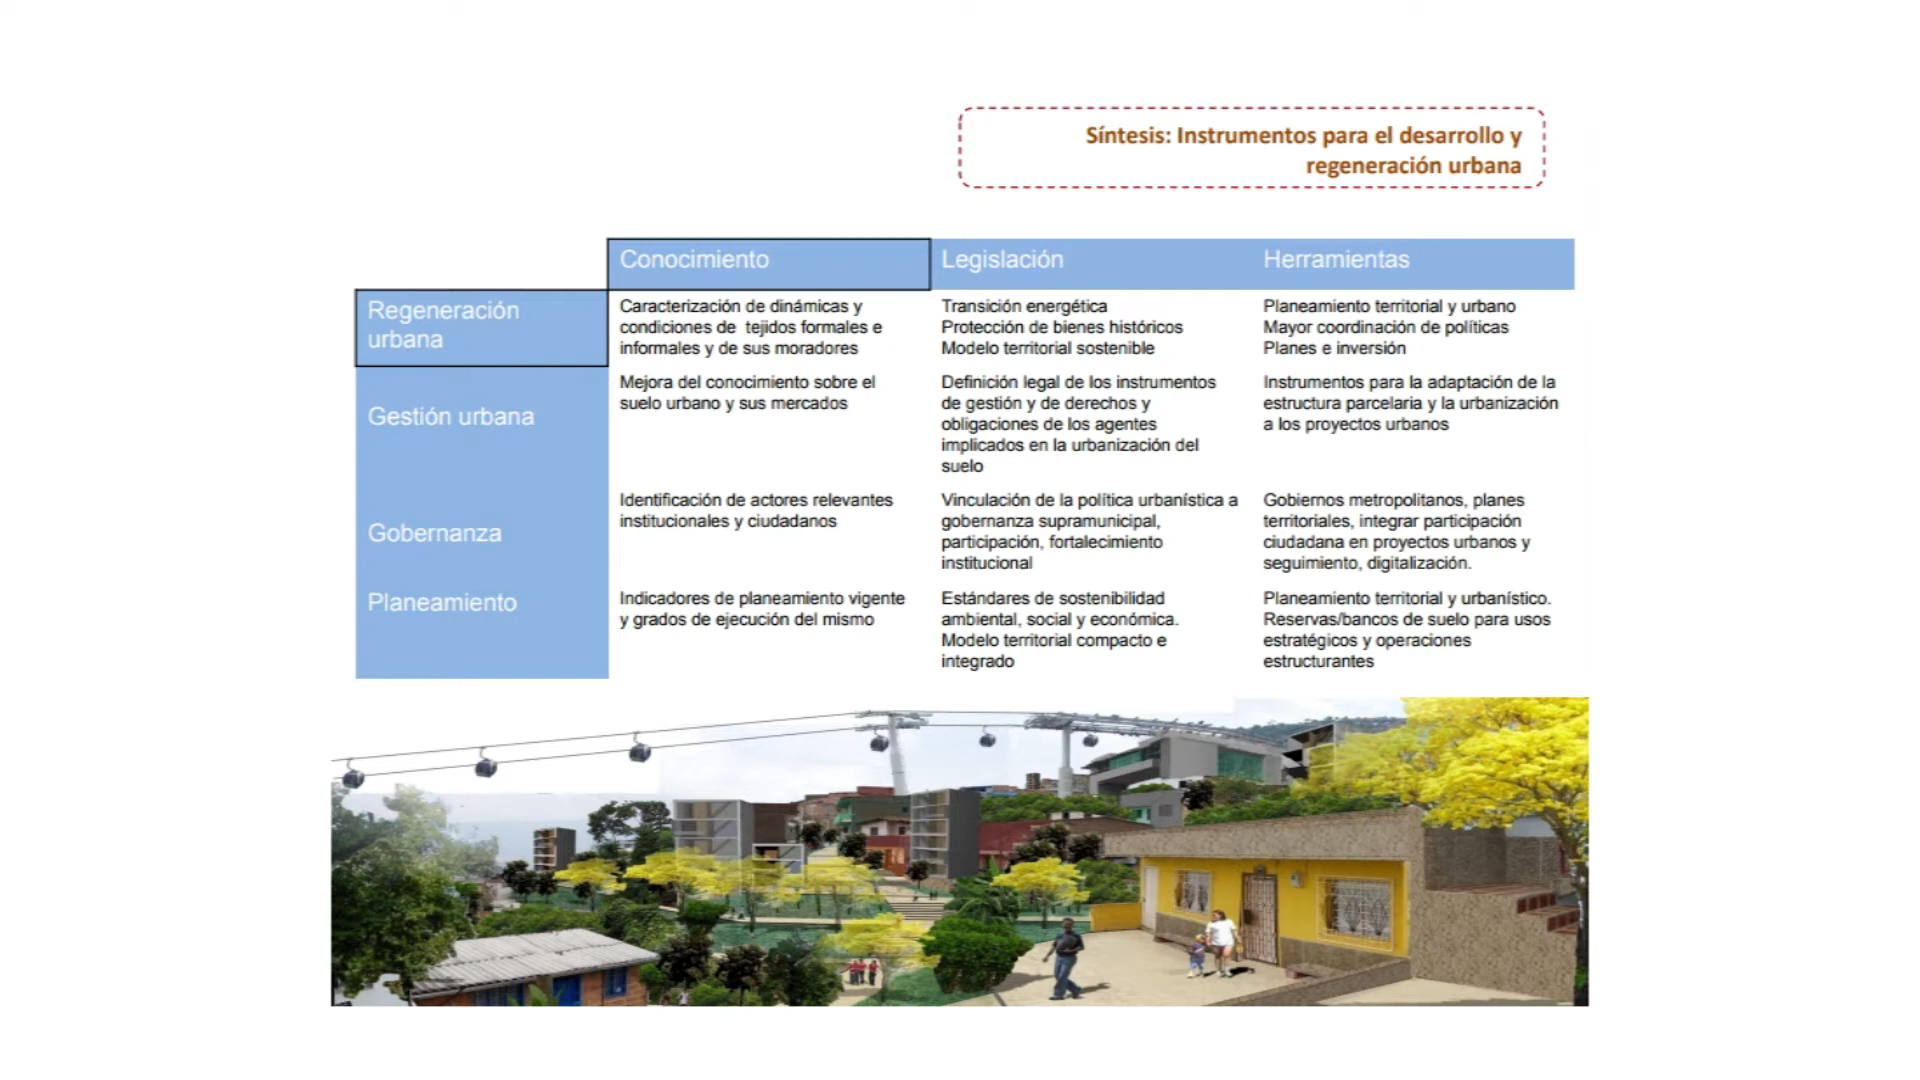 Síntesis: Instrumentos para el desarrollo y
regeneración urbana
Conocimiento
Legislación
Herramientas
Regeneración
urbana
Caracterización de dinámicas y
condiciones de tejidos formales e
informales y de sus moradores
Transición energética
Protección de bienes históricos
Modelo territorial sostenible
Planeamiento territorial y urbano
Mayor coordinación de políticas
Planes e inversión
Gestión urbana
Mejora del conocimiento sobre el
suelo urbano y sus mercados
Definición legal de los instrumentos
de gestión y de derechos y
obligaciones de los agentes
implicados en la urbanización del
suelo
Instrumentos para la adaptación de la
estructura parcelaria y la urbanización
a los proyectos urbanos
Gobernanza
Identificación de actores relevantes
institucionales y ciudadanos
Vinculación de la política urbanística a
gobernanza supramunicipal,
participación, fortalecimiento
institucional
Gobiernos metropolitanos, planes
territoriales, integrar participación
ciudadana en proyectos urbanos y
seguimiento, digitalización.
Planeamiento
Indicadores de planeamiento vigente
y grados de ejecución del mismo
Estándares de sostenibilidad
ambiental, social y económica.
Modelo territorial compacto e
integrado
Planeamiento territorial y urbanístico.
Reservas/bancos de suelo para usos
estratégicos y operaciones
estructurantes